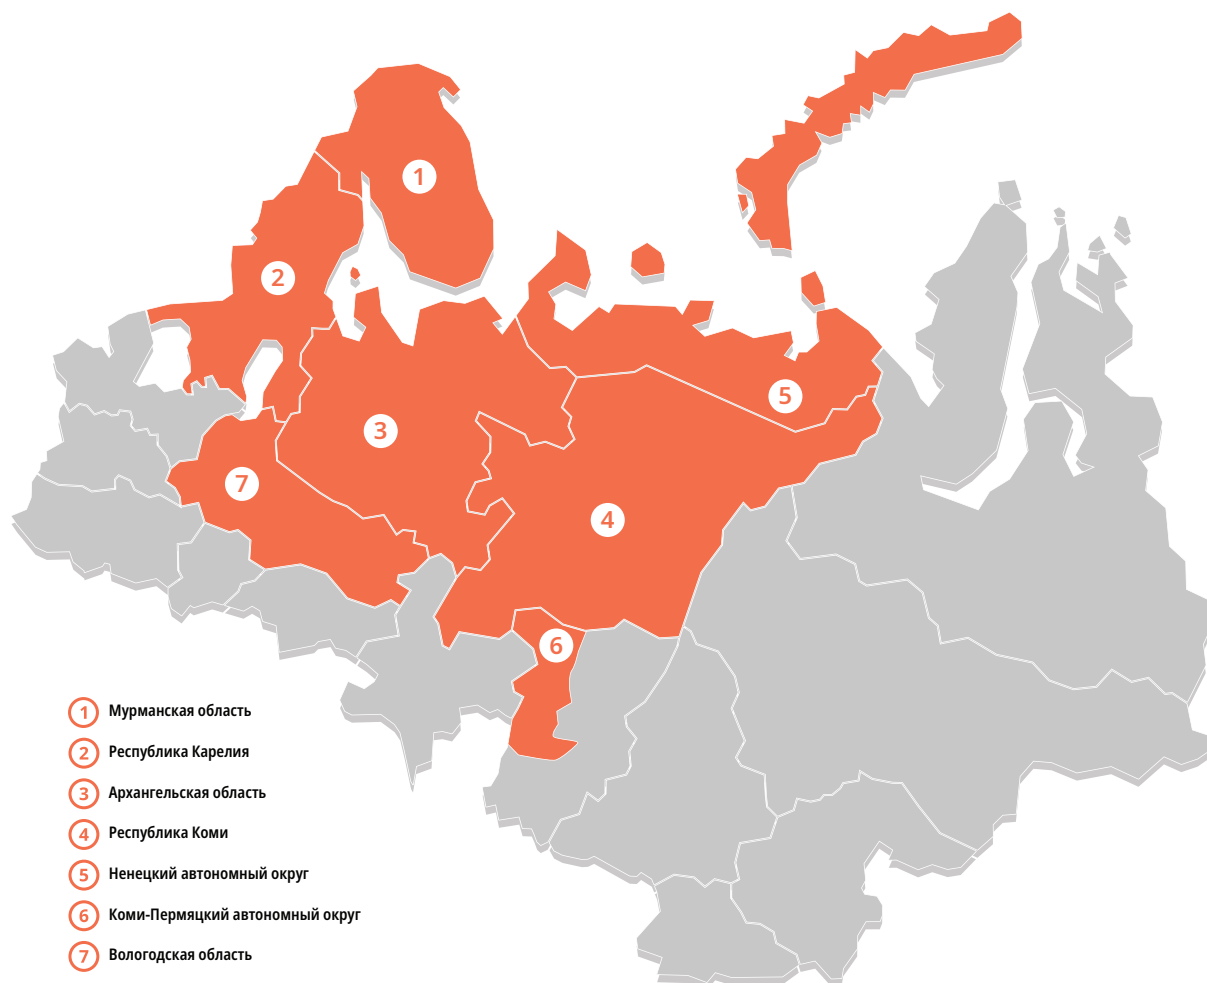 1
2
3
4
5
6
7
1 Мурманская область
2 Республика Карелия
3 Архангельская область
4 Республика Коми
5 Ненецкий автономный округ
6 Коми-Пермяцкий автономный округ
7 Вологодская область